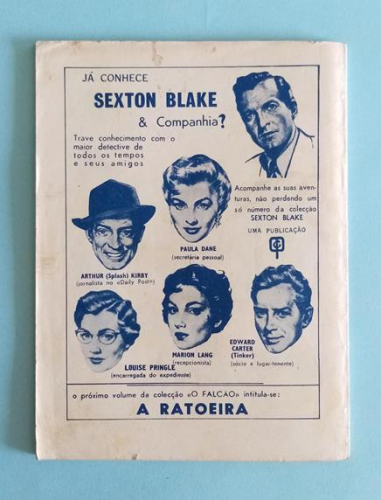 JÁ CONHECE
SEXTON BLAKE
& Companhia?
Trave conhecimento com o
maior detective de
todos os tempos
e seus amigos
Acompanhe as suas aven-
turas, não perdendo um
só número da colecção
SEXTON BLAKE
UMA PUBLICAÇÃO
PAULA DANE
(secretária pessoal)
ARTHUR (Splash) KIRBY
(jornalista no «Daily Post»)
MARION LANG
(recepcionista)
EDWARD
CARTER
(Tinker)
(sócio e lugar-tenente)
LOUISE PRINGLE
(encarregada do expediente)
o próximo volume da colecção «O FALCÃO» intitula-se:
A RATOEIRA